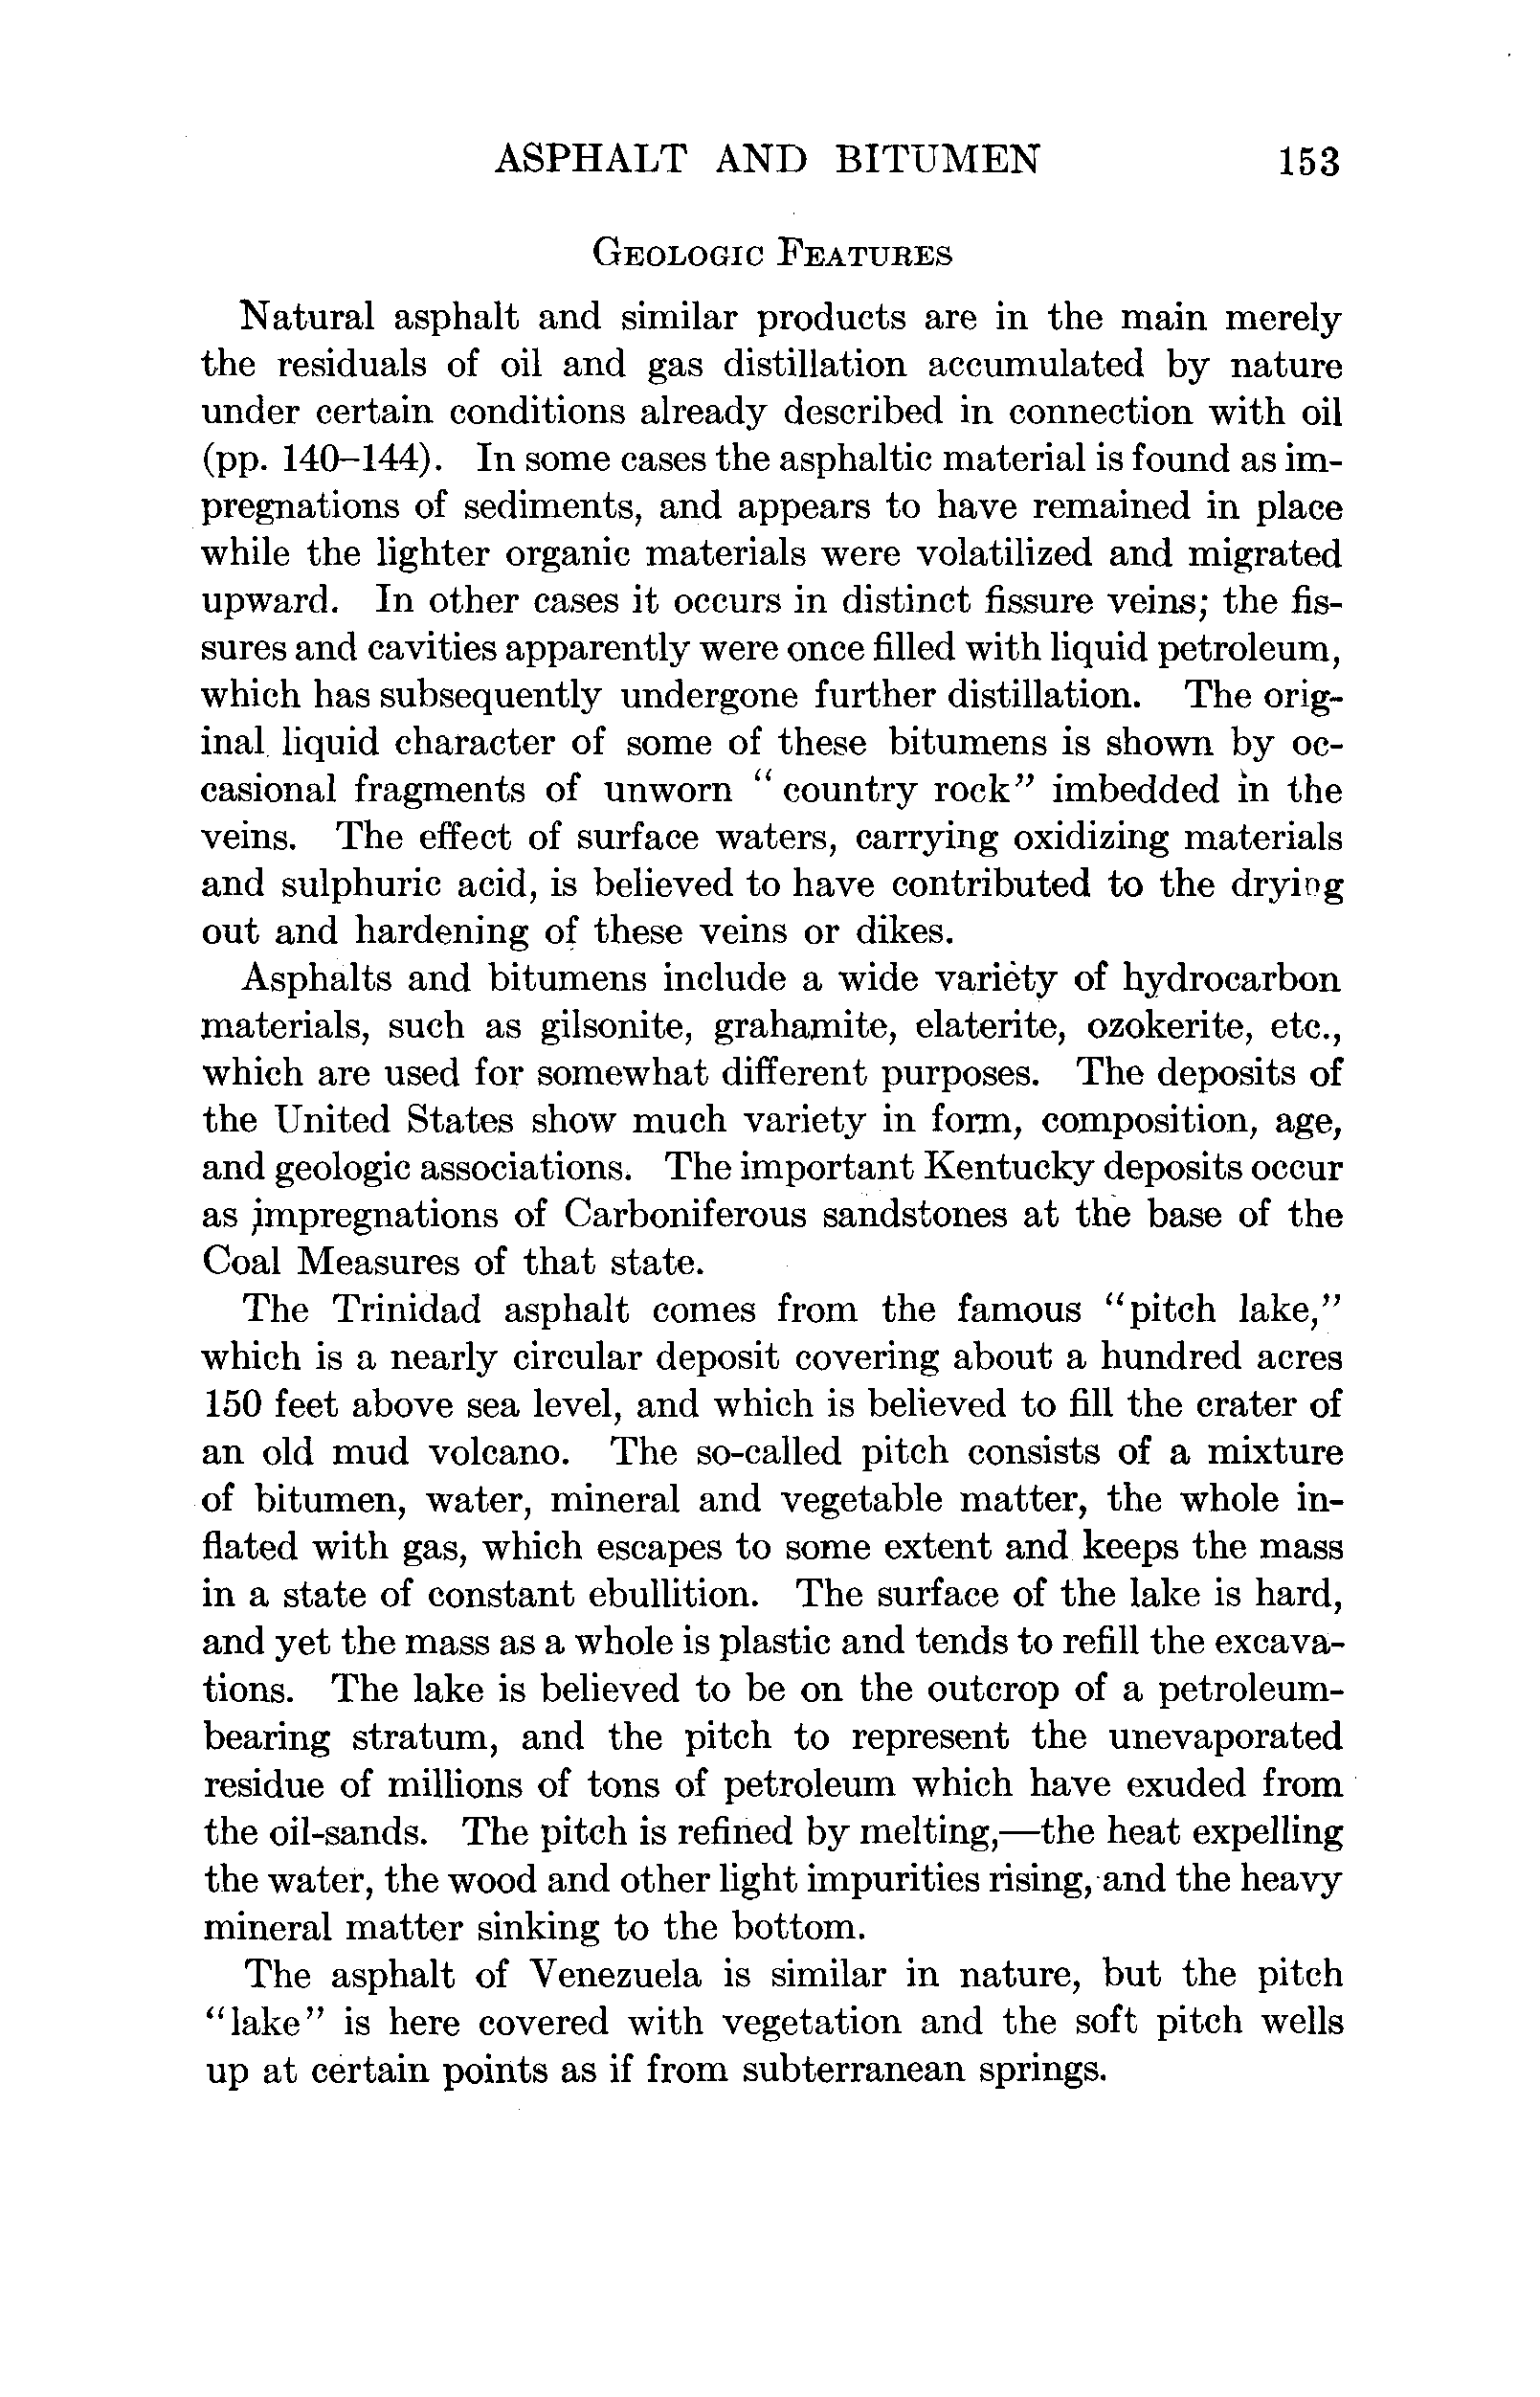 ASPHALT AND BITUMEN 153
GEOLOGIC FEATURES
Natural asphalt and similar products are in the main merely
the residuals of oil and gas distillation accumulated by nature
under certain conditions already described in connection with oil
(pp. 140–144). In some cases the asphaltic material is found as im-
pregnations of sediments, and appears to have remained in place
while the lighter organic materials were volatilized and migrated
upward. In other cases it occurs in distinct fissure veins; the fis-
sures and cavities apparently were once filled with liquid petroleum,
which has subsequently undergone further distillation. The orig-
inal liquid character of some of these bitumens is shown by oc-
casional fragments of unworn “country rock” imbedded in the
veins. The effect of surface waters, carrying oxidizing materials
and sulphuric acid, is believed to have contributed to the drying
out and hardening of these veins or dikes.
Asphalts and bitumens include a wide variety of hydrocarbon
materials, such as gilsonite, grahamite, elaterite, ozokerite, etc.,
which are used for somewhat different purposes. The deposits of
the United States show much variety in form, composition, age,
and geologic associations. The important Kentucky deposits occur
as impregnations of Carboniferous sandstones at the base of the
Coal Measures of that state.
The Trinidad asphalt comes from the famous “pitch lake,”
which is a nearly circular deposit covering about a hundred acres
150 feet above sea level, and which is believed to fill the crater of
an old mud volcano. The so-called pitch consists of a mixture
of bitumen, water, mineral and vegetable matter, the whole in-
flated with gas, which escapes to some extent and keeps the mass
in a state of constant ebullition. The surface of the lake is hard,
and yet the mass as a whole is plastic and tends to refill the excava-
tions. The lake is believed to be on the outcrop of a petroleum-
bearing stratum, and the pitch to represent the unevaporated
residue of millions of tons of petroleum which have exuded from
the oil-sands. The pitch is refined by melting,—the heat expelling
the water, the wood and other light impurities rising, and the heavy
mineral matter sinking to the bottom.
The asphalt of Venezuela is similar in nature, but the pitch
“lake” is here covered with vegetation and the soft pitch wells
up at certain points as if from subterranean springs.